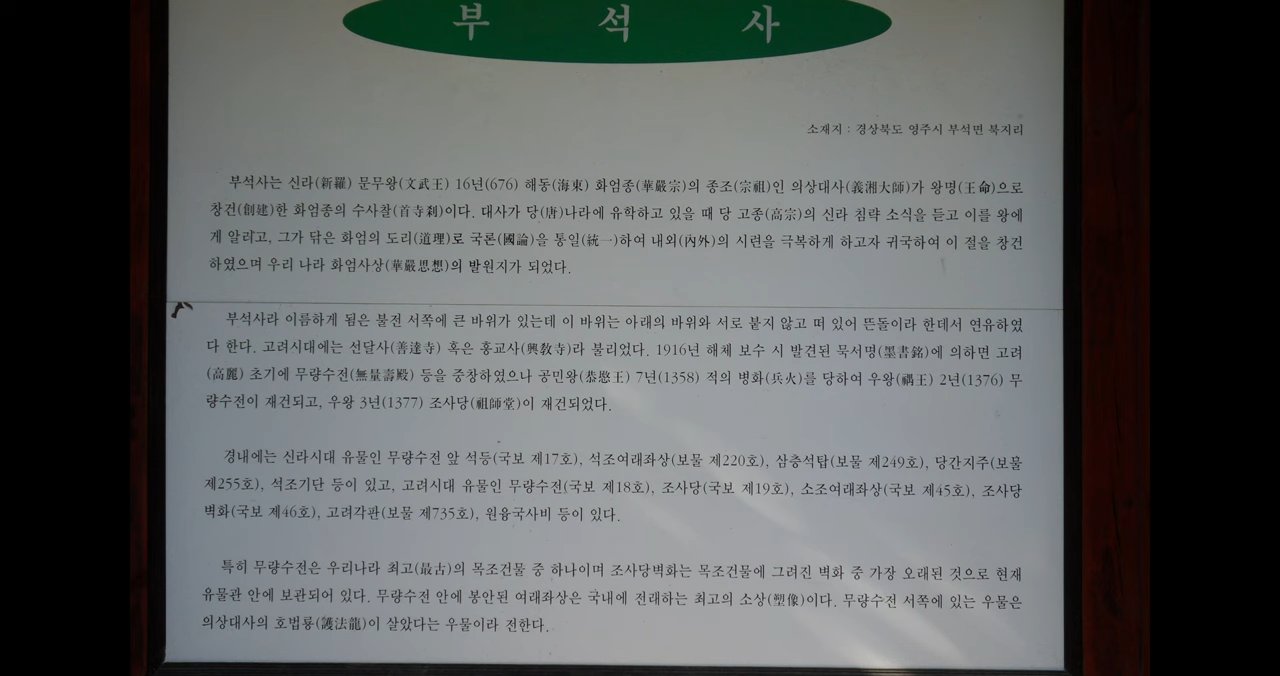 부 석 사
소재지 : 경상북도 영주시 부석면 북지리
부석사는 신라(新羅) 문무왕(文武王) 16년(676) 해동(海東) 화엄종(華嚴宗)의 종조(宗祖)인 의상대사(義湘大師)가 왕명(王命)으로
창건(創建)한 화엄종의 수사찰(首寺刹)이다. 대사가 당(唐)나라에 유학하고 있을 때 당 고종(高宗)의 신라 침략 소식을 듣고 이를 왕에
게 알리고, 그가 닦은 화엄의 도리(道理)로 국론(國論)을 통일(統一)하여 내외(內外)의 시련을 극복하게 하고자 귀국하여 이 절을 창건
하였으며 우리 나라 화엄사상(華嚴思想)의 발원지가 되었다.
부석사라 이름하게 됨은 불전 서쪽에 큰 바위가 있는데 이 바위는 아래의 바위와 서로 붙지 않고 떠 있어 뜬돌이라 한데서 연유하였
다 한다. 고려시대에는 선달사(善達寺) 혹은 흥교사(興敎寺)라 불리었다. 1916년 해체 보수 시 발견된 묵서명(墨書銘)에 의하면 고려
(高麗) 초기에 무량수전(無量壽殿) 등을 중창하였으나 공민왕(恭愍王) 7년(1358) 적의 병화(兵火)를 당하여 우왕(禑王) 2년(1376) 무
량수전이 재건되고, 우왕 3년(1377) 조사당(祖師堂)이 재건되었다.
경내에는 신라시대 유물인 무량수전 앞 석등(국보 제17호), 석조여래좌상(보물 제220호), 삼층석탑(보물 제249호), 당간지주(보물
제255호), 석조기단 등이 있고, 고려시대 유물인 무량수전(국보 제18호), 조사당(국보 제19호), 소조여래좌상(국보 제45호), 조사당
벽화(국보 제46호), 고려각판(보물 제735호), 원융국사비 등이 있다.
특히 무량수전은 우리나라 최고(最古)의 목조건물 중 하나이며 조사당벽화는 목조건물에 그려진 벽화 중 가장 오래된 것으로 현재
유물관 안에 보관되어 있다. 무량수전 안에 봉안된 여래좌상은 국내에 전래하는 최고의 소상(塑像)이다. 무량수전 서쪽에 있는 우물은
의상대사의 호법룡(護法龍)이 살았다는 우물이라 전한다.